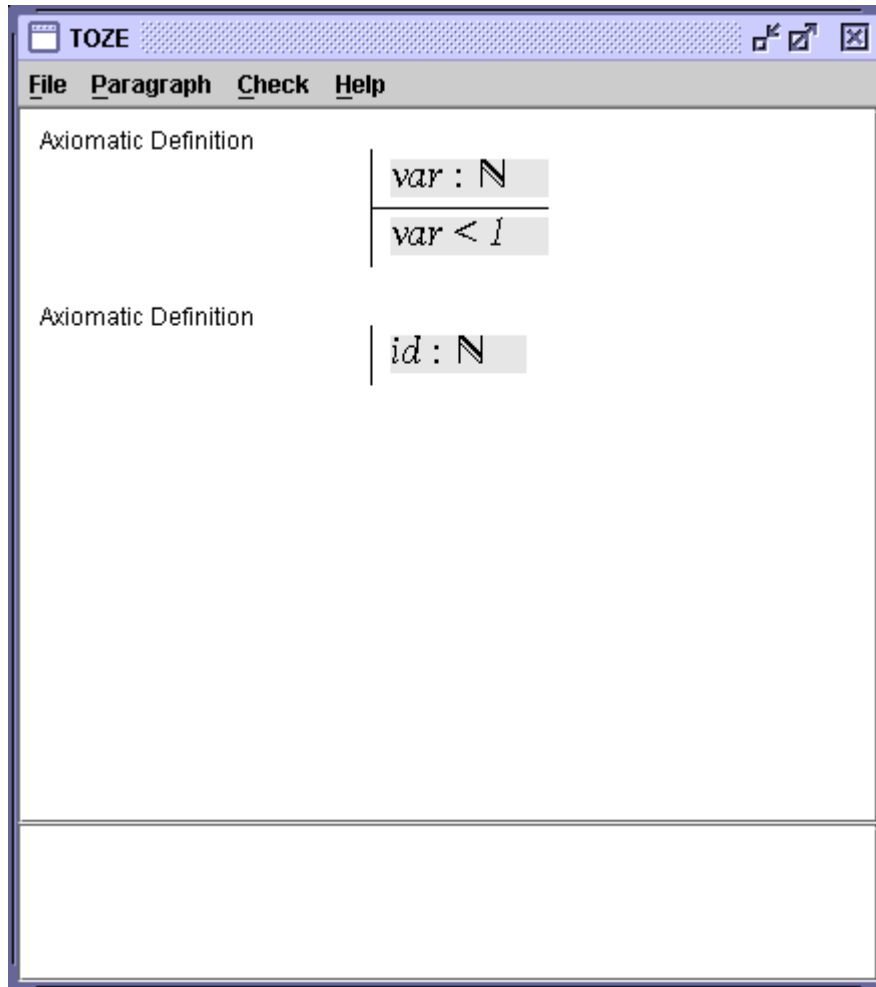 TOZE
File Paragraph Check Help
Axiomatic Definition
var : ℕ
var < 1
Axiomatic Definition
id : ℕ